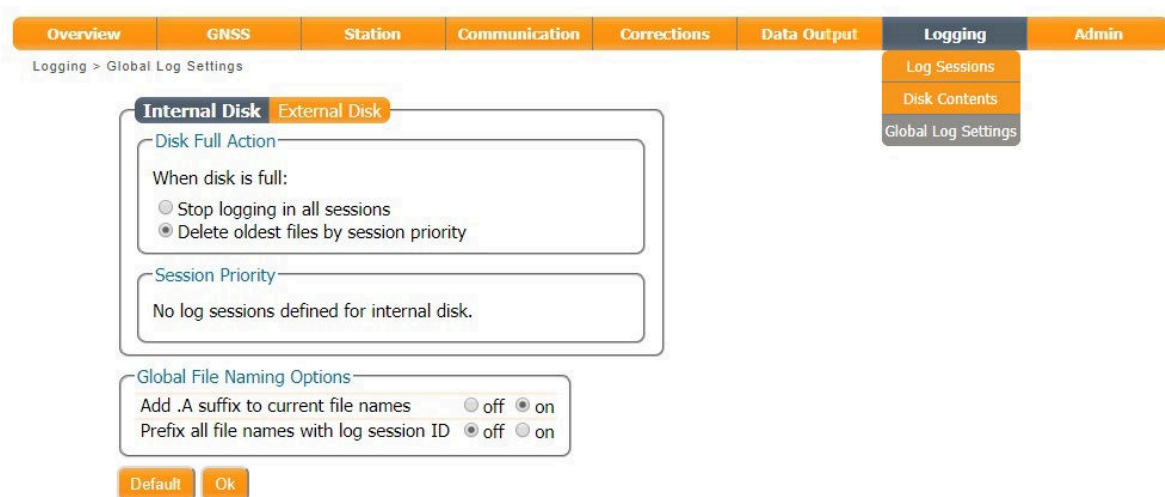 Overview GNSS Station Communication Corrections Data Output Logging Admin
Logging > Global Log Settings
Log Sessions
Disk Contents
Global Log Settings
Internal Disk External Disk
Disk Full Action
When disk is full:
Stop logging in all sessions
Delete oldest files by session priority
Session Priority
No log sessions defined for internal disk.
Global File Naming Options
Add .A suffix to current file names off on
Prefix all file names with log session ID off on
Default Ok